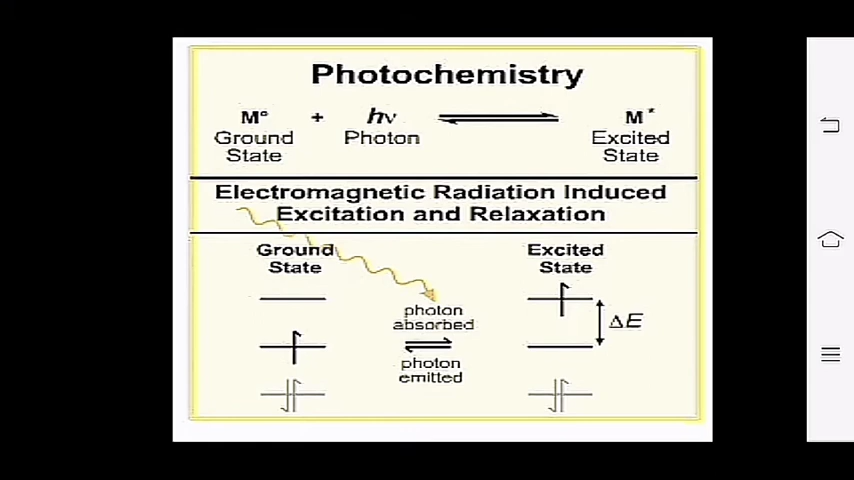 Photochemistry
M° + hν M*
Ground Photon Excited
State State
Electromagnetic Radiation Induced
Excitation and Relaxation
Ground Excited
State State
photon
absorbed
ΔE
photon
emitted